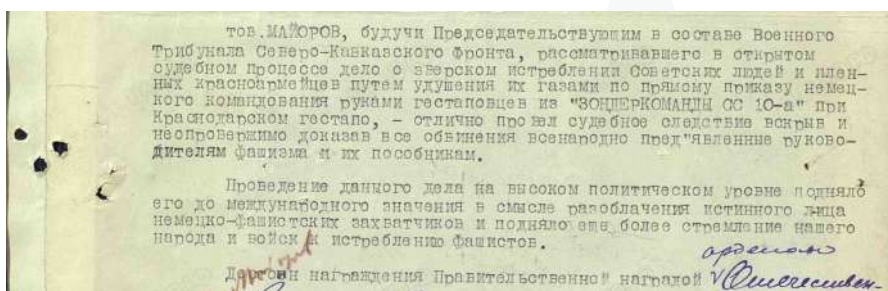 тов.МАЙОРОВ, будучи Председательствующим в составе Военного
Трибунала Северо-Кавказского фронта, рассматривавшего в открытом
судебном процессе дело о зверском истреблении Советских людей и плен-
ных красноармейцев путем удушения их газами по прямому приказу немец-
кого командования руками гестаповцев из "ЗОНДЕРКОМАНДЫ СС 10-а" при
Краснодарском гестапо, - отлично провел судебное следствие вскрыв и
неопровержимо доказав все обвинения всенародно пред"явленные руково-
дителям фашизма и их пособникам.
Проведение данного дела на высоком политическом уровне подняло
его до международного значения в смысле разоблачения истинного лица
немецко-фашистских захватчиков и подняло еще более стремление нашего
народа и войск к истреблению фашистов.
орденом
Достоин награждения Правительственной наградой Отечествен-